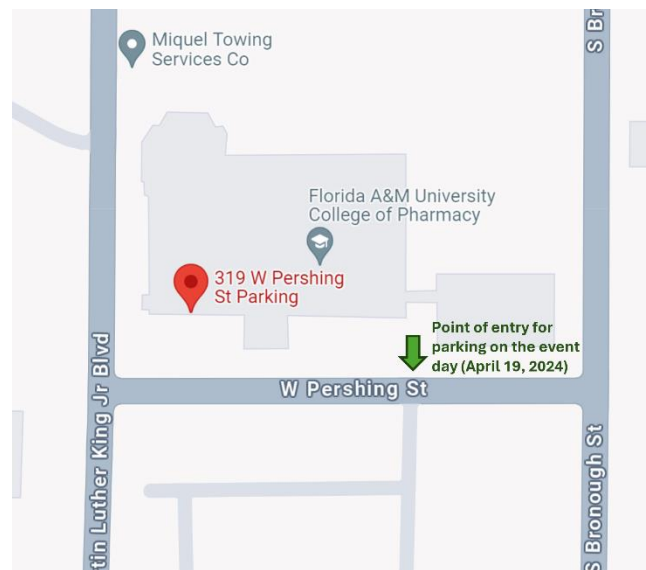 Miquel Towing
Services Co
S Br
Florida A&M University
College of Pharmacy
319 W Pershing
St Parking
Point of entry for
parking on the event
day (April 19, 2024)
W Pershing St
tin Luther King Jr Blvd
S Bronough St